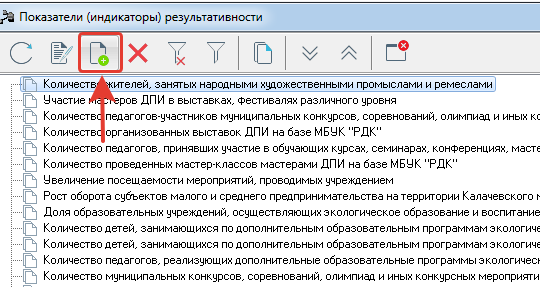 Показатели (индикаторы) результативности
Количество жителей, занятых народными художественными промыслами и ремеслами
Участие мастеров ДПИ в выставках, фестивалях различного уровня
Количество педагогов-участников муниципальных конкурсов, соревнований, олимпиад и иных ко
Количество организованных выставок ДПИ на базе МБУК "РДК"
Количество педагогов, принявших участие в обучающих курсах, семинарах, конференциях, масте
Количество проведенных мастер-классов мастерами ДПИ на базе МБУК "РДК"
Увеличение посещаемости мероприятий, проводимых учреждением
Рост оборота субъектов малого и среднего предпринимательства на территории Калачевского м
Доля образовательных учреждений, осуществляющих экологическое образование и воспитание
Количество детей, занимающихся по дополнительным образовательным программам экологичес
Количество детей, занимающихся по дополнительным образовательным программам экологичес
Количество педагогов, реализующих дополнительные образовательные программы экологическо
Количество муниципальных конкурсов, соревнований, олимпиад и иных конкурсных мероприяти